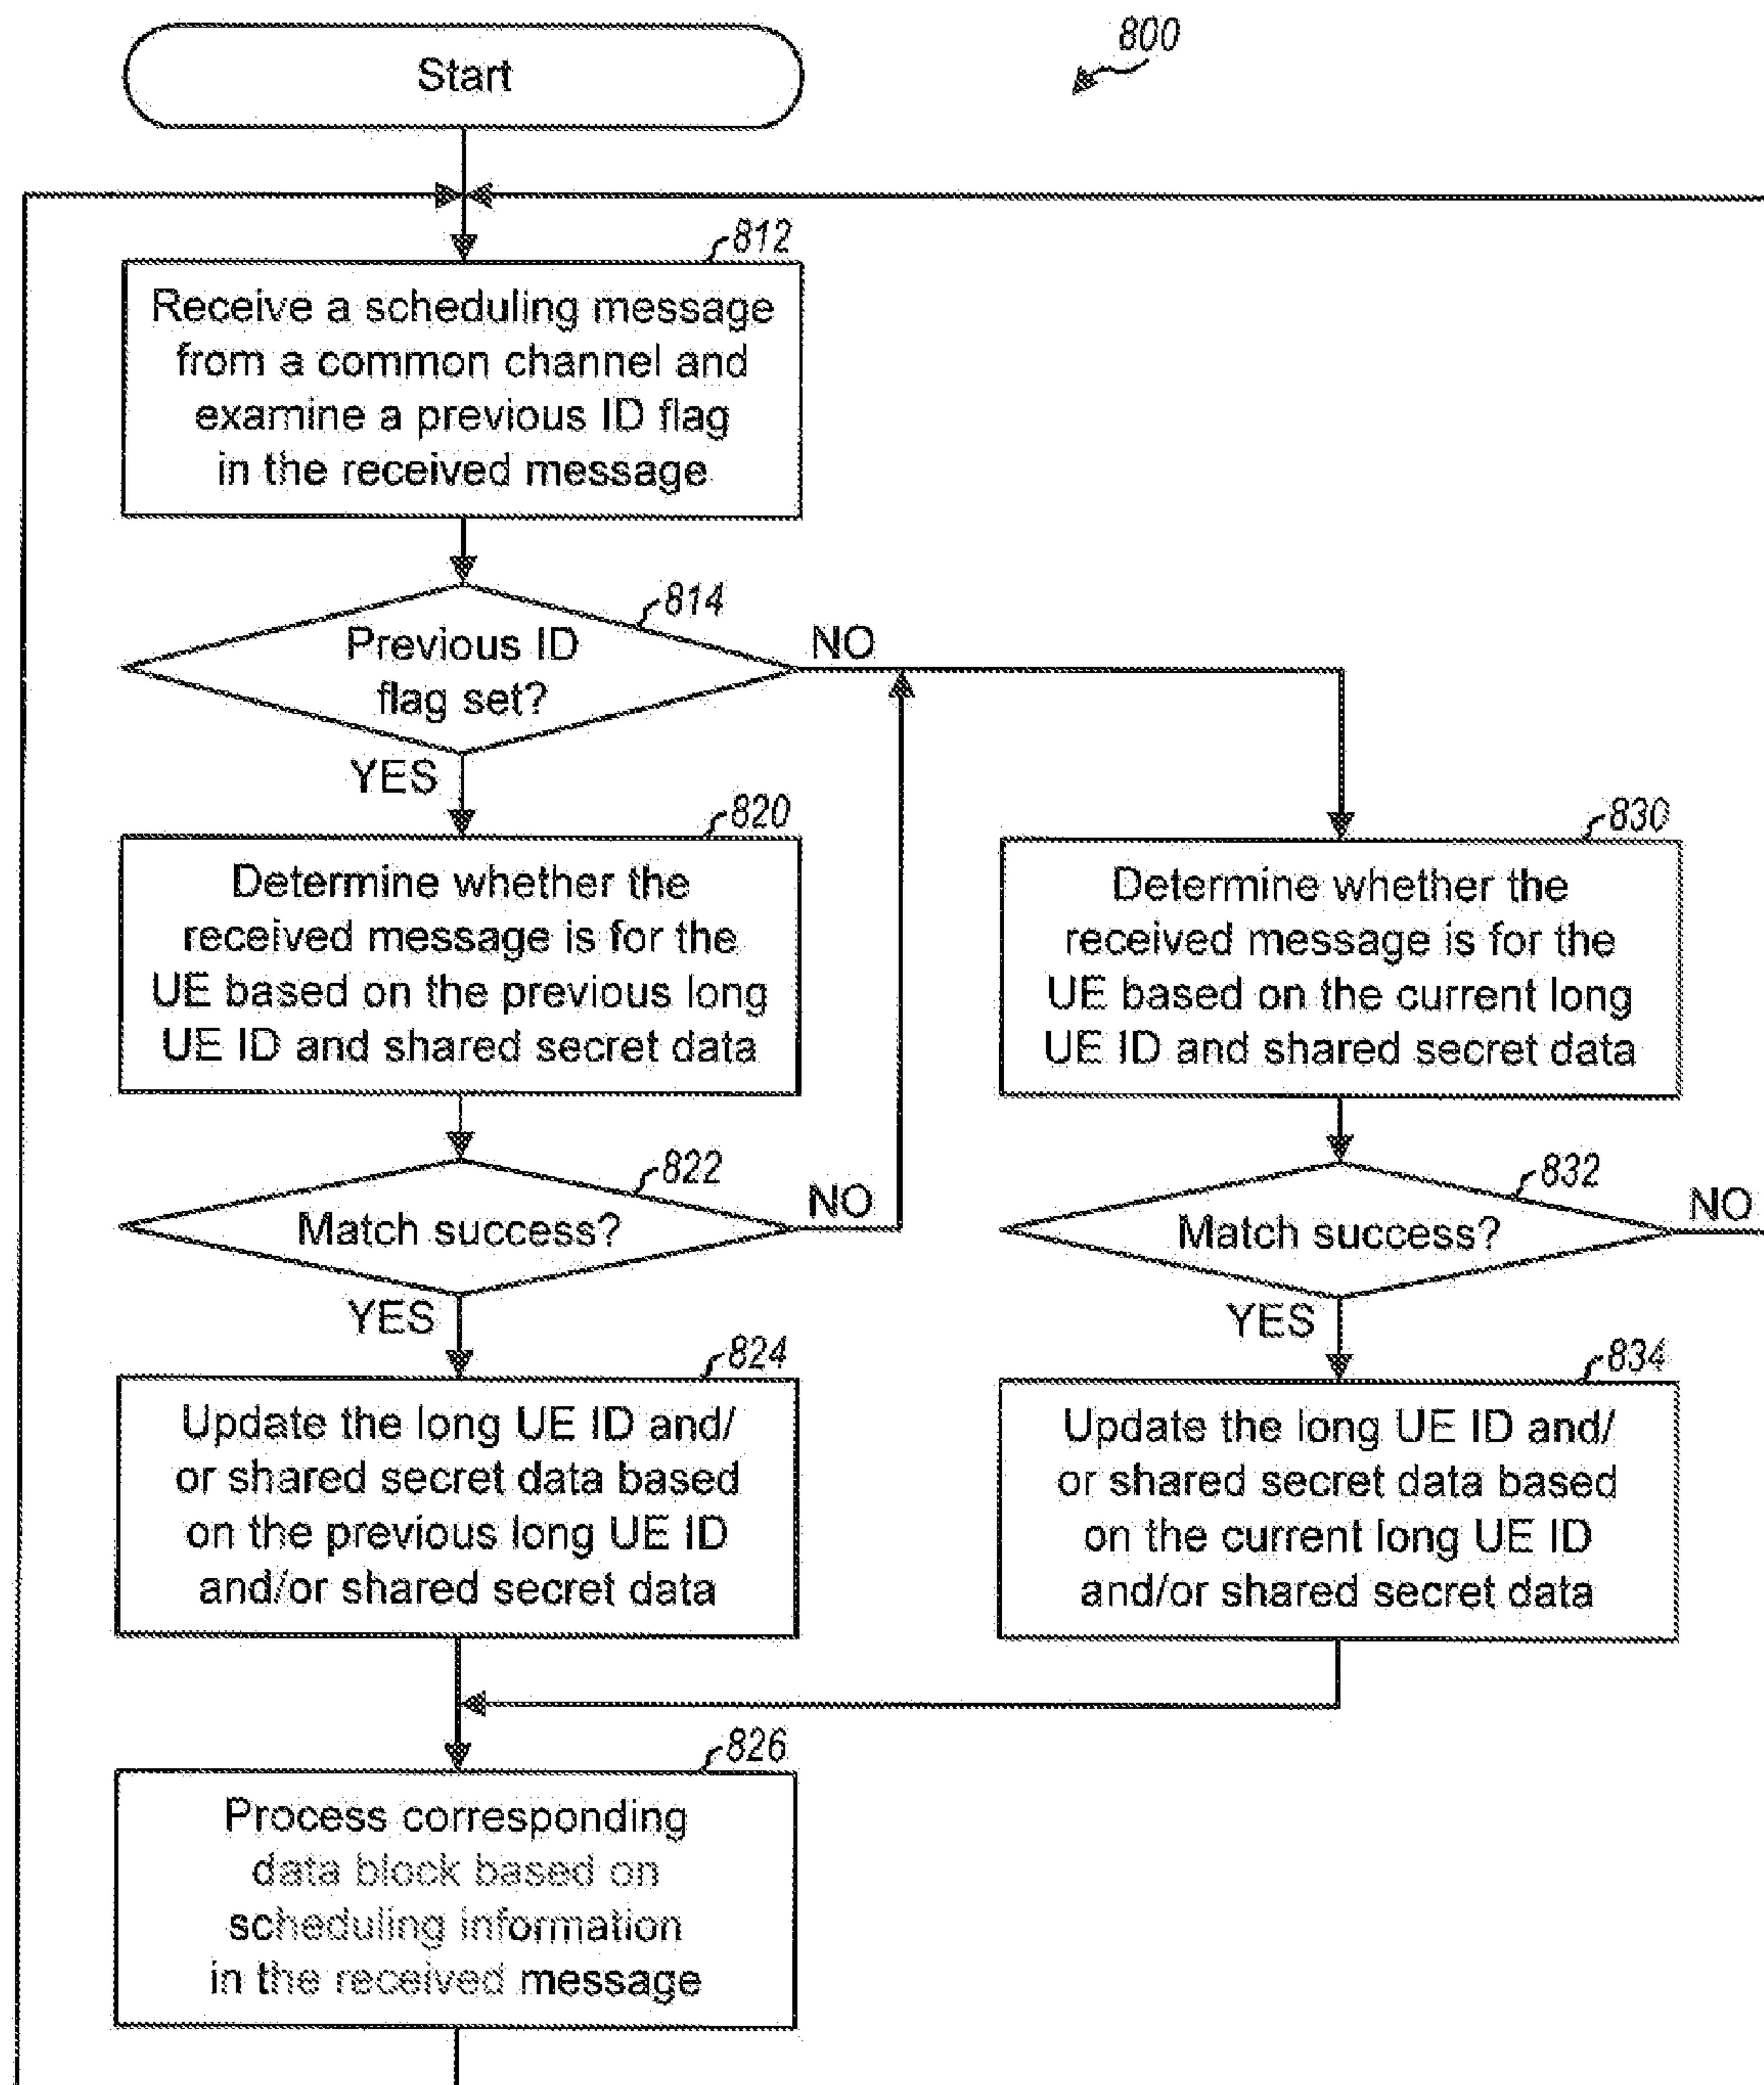 Start
800
812
Receive a scheduling message
from a common channel and
examine a previous ID flag
in the received message
814
Previous ID
flag set?
NO
YES
820
Determine whether the
received message is for the
UE based on the previous long
UE ID and shared secret data
830
Determine whether the
received message is for the
UE based on the current long
UE ID and shared secret data
822
Match success?
NO
YES
832
Match success?
NO
YES
824
Update the long UE ID and/
or shared secret data based
on the previous long UE ID
and/or shared secret data
834
Update the long UE ID and/
or shared secret data based
on the current long UE ID
and/or shared secret data
826
Process corresponding
data block based on
scheduling information
in the received message